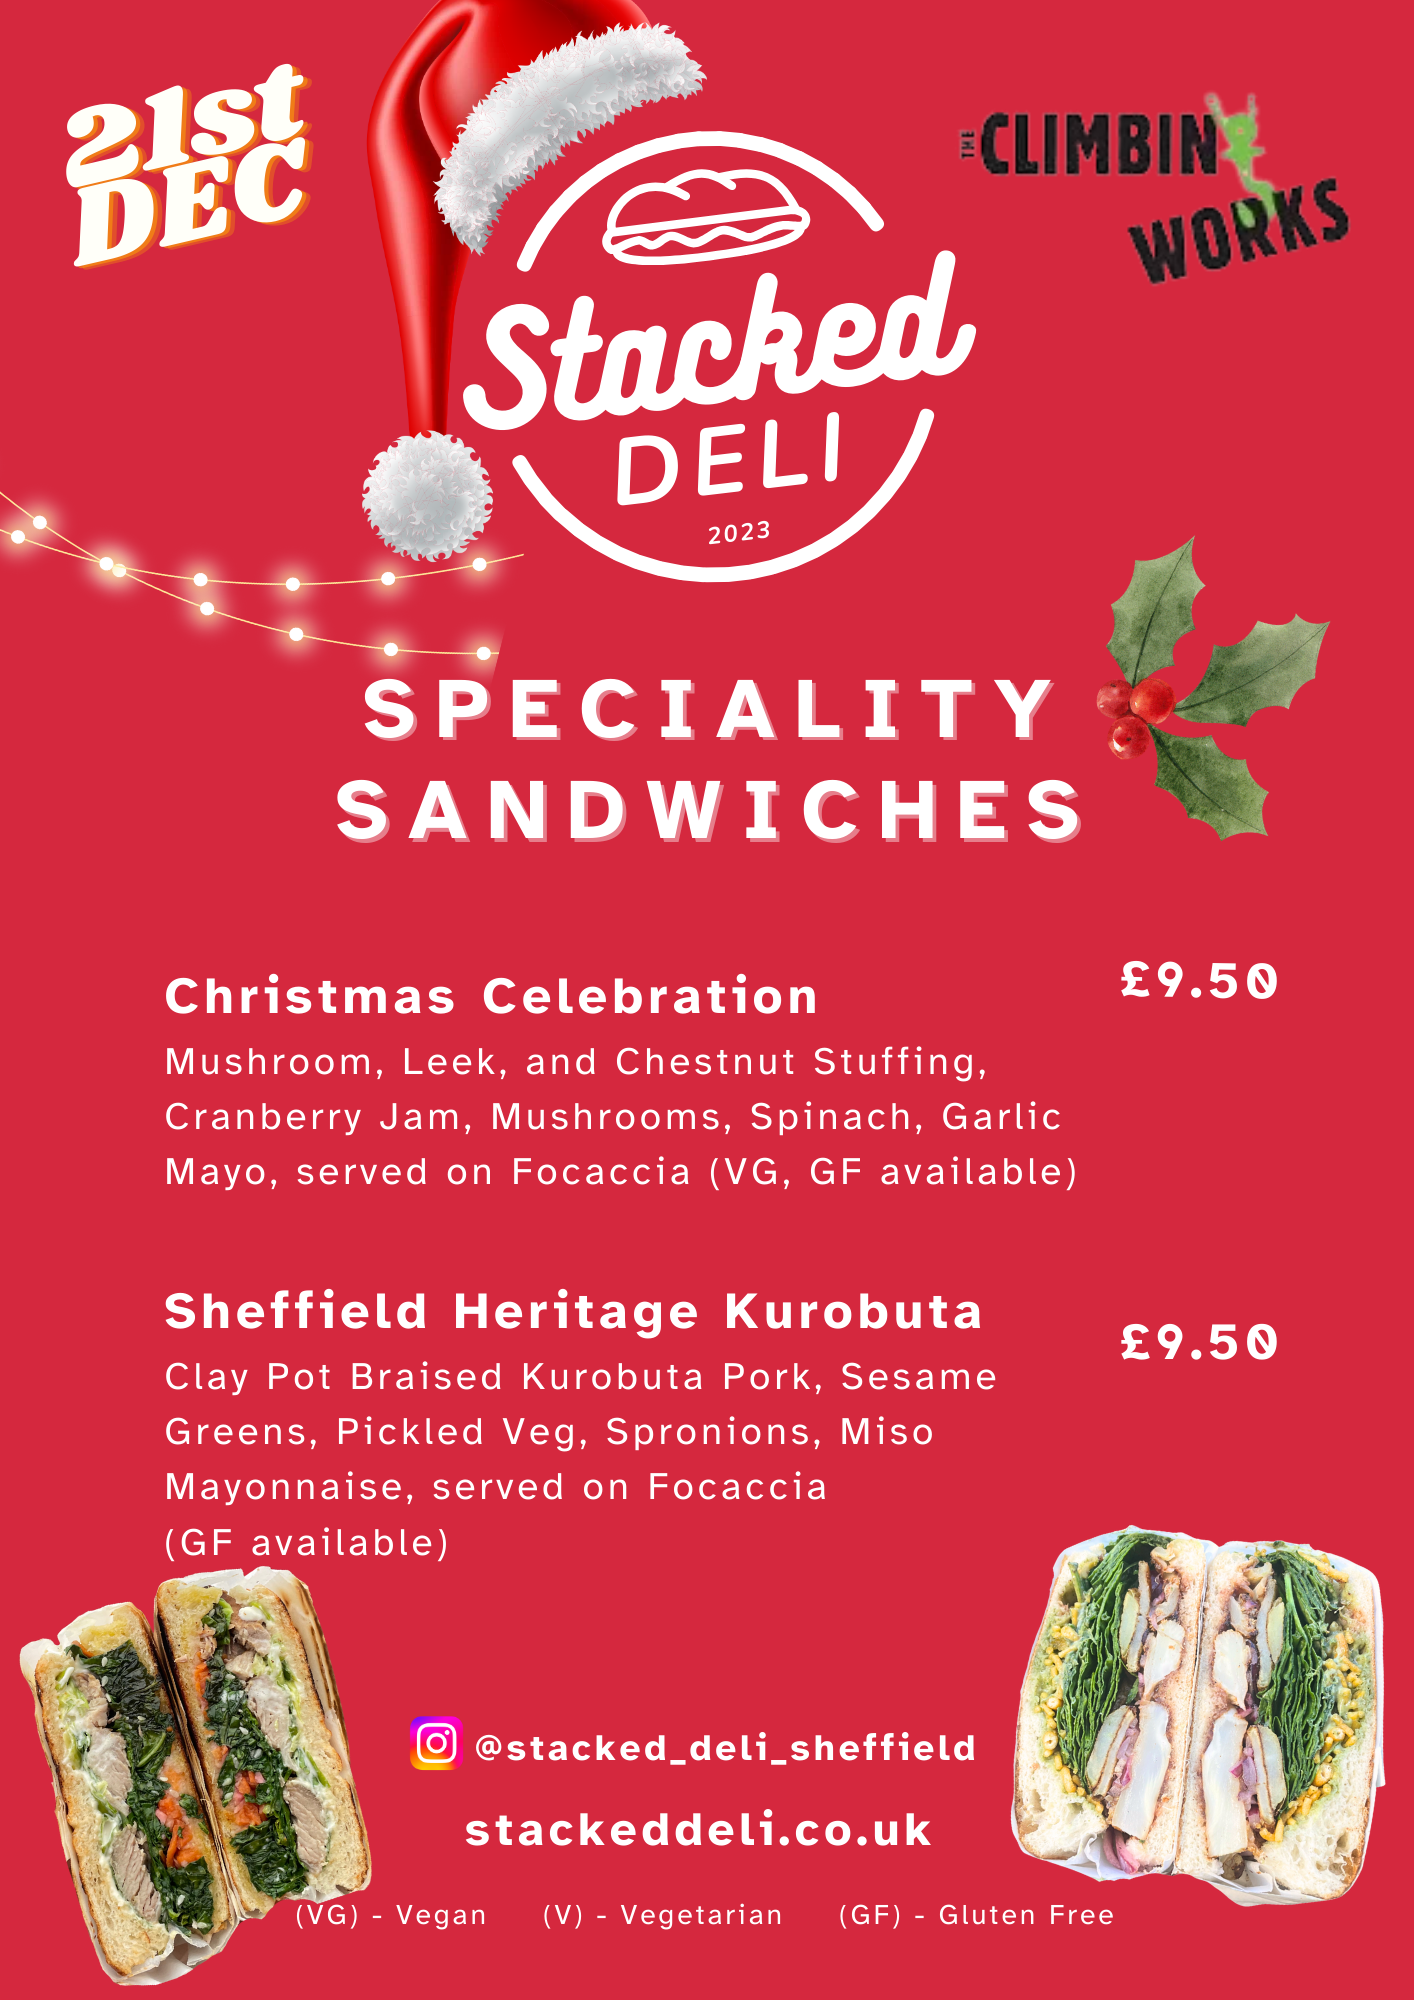 21st
DEC
THE CLIMBING
WORKS
Stacked
DELI
2023
SPECIALITY
SANDWICHES
Christmas Celebration
£9.50
Mushroom, Leek, and Chestnut Stuffing,
Cranberry Jam, Mushrooms, Spinach, Garlic
Mayo, served on Focaccia (VG, GF available)
Sheffield Heritage Kurobuta
£9.50
Clay Pot Braised Kurobuta Pork, Sesame
Greens, Pickled Veg, Spronions, Miso
Mayonnaise, served on Focaccia
(GF available)
@stacked_deli_sheffield
stackeddeli.co.uk
(VG) - Vegan (V) - Vegetarian (GF) - Gluten Free